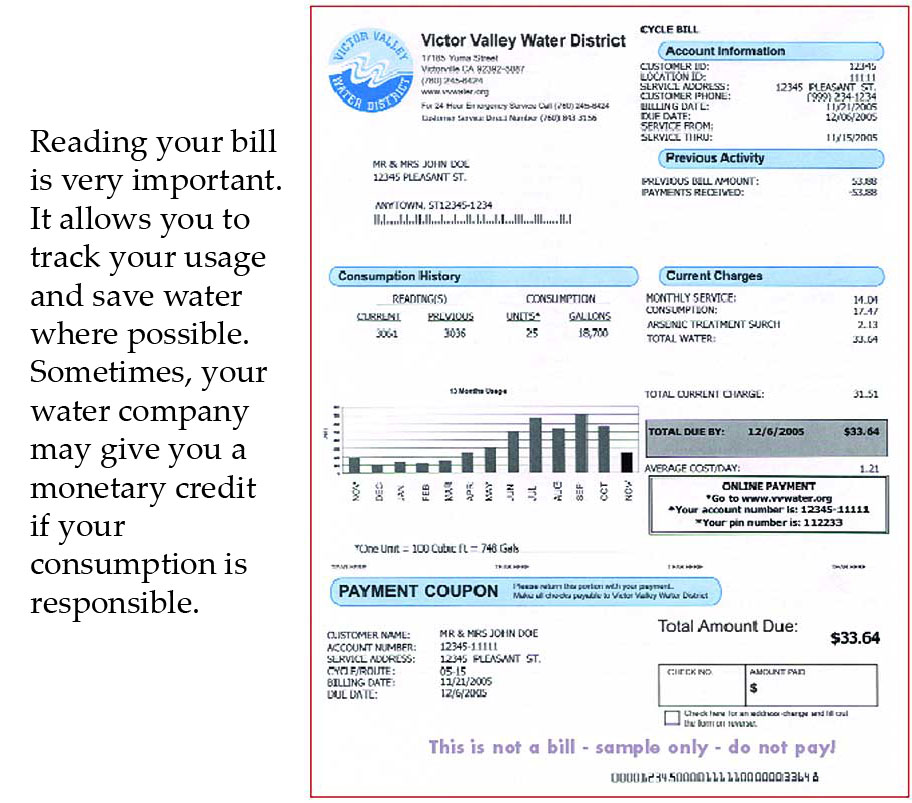 Reading your bill
is very important.
It allows you to
track your usage
and save water
where possible.
Sometimes, your
water company
may give you a
monetary credit
if your
consumption is
responsible.
VICTOR VALLEY
WATER DISTRICT
Victor Valley Water District
17185 Yuma Street
Victorville CA 92392-5887
(760) 245-6424
www.vvwater.org
For 24 Hour Emergency Service Call (760) 245-6424
Customer Service Direct Number (760) 843 3156
CYCLE BILL
Account Information
CUSTOMER ID: 12345
LOCATION ID: 11111
SERVICE ADDRESS: 12345 PLEASANT ST.
CUSTOMER PHONE: (999) 234-1234
BILLING DATE: 11/21/2005
DUE DATE: 12/06/2005
SERVICE FROM:
SERVICE THRU: 11/15/2005
MR & MRS JOHN DOE
12345 PLEASANT ST.
ANYTOWN, ST12345-1234
Previous Activity
PREVIOUS BILL AMOUNT: 53.88
PAYMENTS RECEIVED: -53.88
Consumption History
READING(S) CONSUMPTION
CURRENT PREVIOUS UNITS* GALLONS
3061 3036 25 18,700
Current Charges
MONTHLY SERVICE: 14.04
CONSUMPTION: 17.47
ARSENIC TREATMENT SURCH 2.13
TOTAL WATER: 33.64
13 Months Usage
NOV DEC JAN FEB MAR APR MAY JUN JUL AUG SEP OCT NOV
TOTAL CURRENT CHARGE: 31.51
TOTAL DUE BY: 12/6/2005 $33.64
AVERAGE COST/DAY: 1.21
ONLINE PAYMENT
*Go to www.vvwater.org
*Your account number is: 12345-11111
*Your pin number is: 112233
*One Unit = 100 Cubic Ft. = 748 Gals
TEAR HERE TEAR HERE TEAR HERE TEAR HERE
PAYMENT COUPON
Please return this portion with your payment.
Make all checks payable to Victor Valley Water District
CUSTOMER NAME: MR & MRS JOHN DOE
ACCOUNT NUMBER: 12345-11111
SERVICE ADDRESS: 12345 PLEASANT ST.
CYCLE/ROUTE: 05-15
BILLING DATE: 11/21/2005
DUE DATE: 12/6/2005
Total Amount Due: $33.64
CHECK NO. AMOUNT PAID
$
Check here for an address change and fill out
the form on reverse.
This is not a bill - sample only - do not pay!